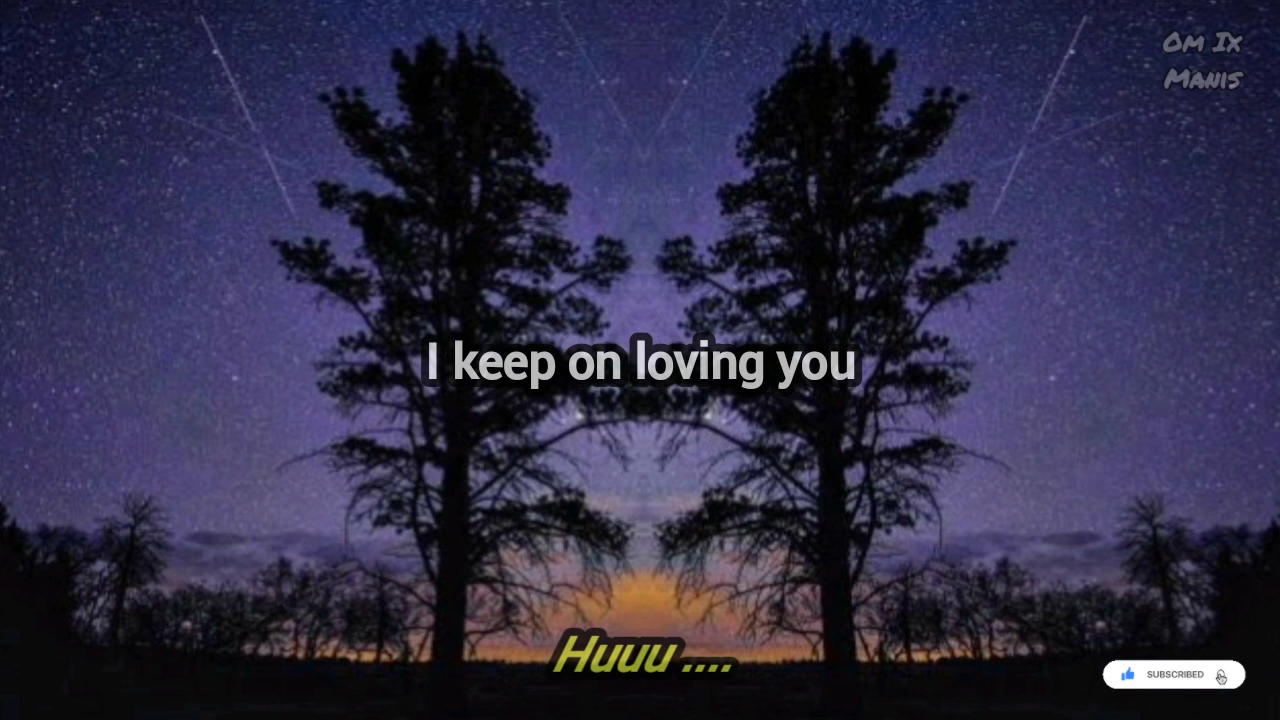 Om Ix
Manis
I keep on loving you
Huuu ....
SUBSCRIBED